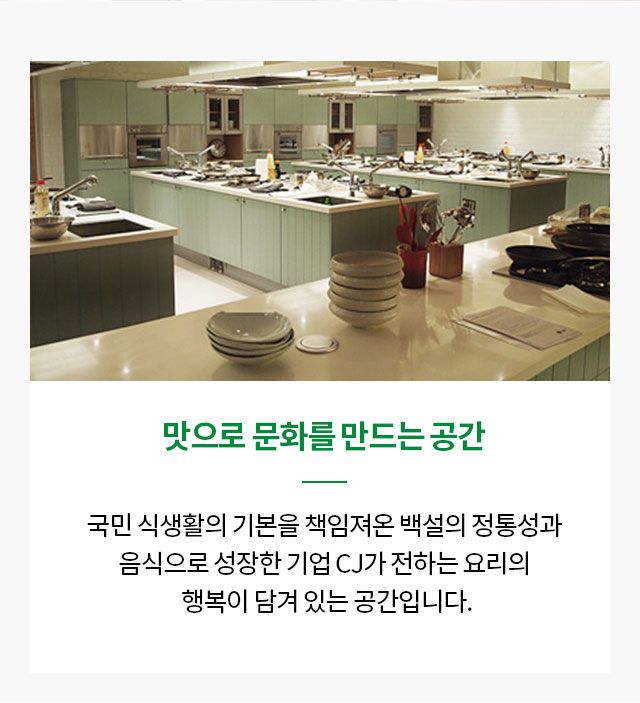 맛으로 문화를 만드는 공간
국민 식생활의 기본을 책임져온 백설의 정통성과
음식으로 성장한 기업 CJ가 전하는 요리의
행복이 담겨 있는 공간입니다.